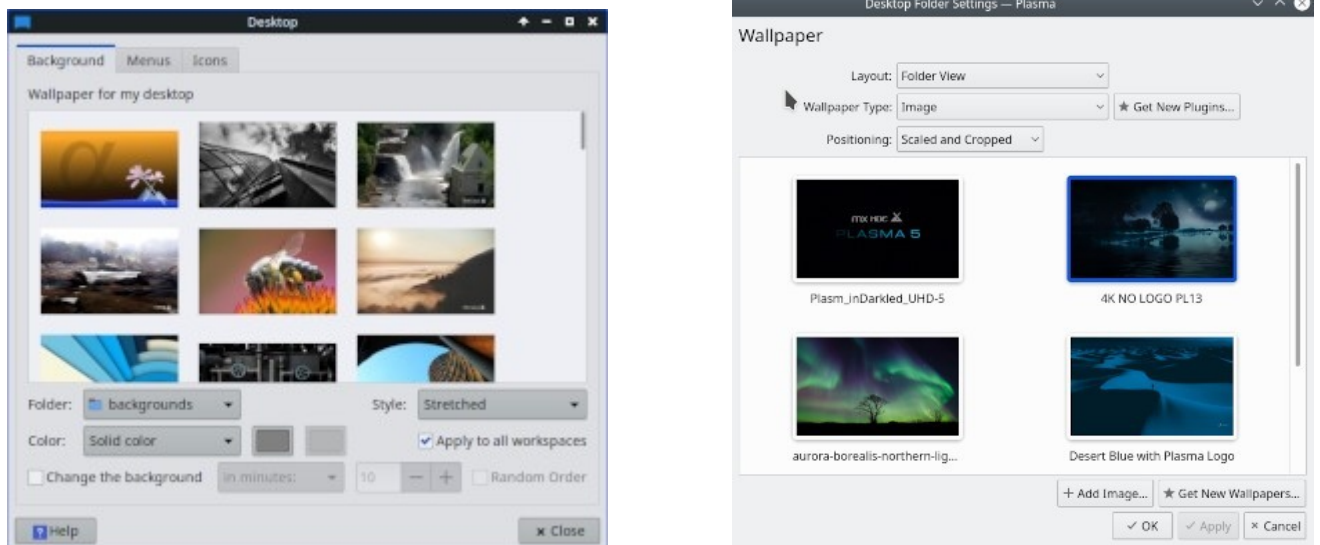 Desktop
Background Menus Icons
Wallpaper for my desktop
α
Folder: backgrounds Style: Stretched
Color: Solid color Apply to all workspaces
Change the background in minutes: 10 Random Order
? Help × Close
Desktop Folder Settings — Plasma
Wallpaper
Layout: Folder View
Wallpaper Type: Image ★ Get New Plugins...
Positioning: Scaled and Cropped
PLASMA 5
Plasm_inDarkled_UHD-5 4K NO LOGO PL13
aurora-borealis-northern-lig... Desert Blue with Plasma Logo
+ Add Image... ★ Get New Wallpapers...
✓ OK ✓ Apply × Cancel